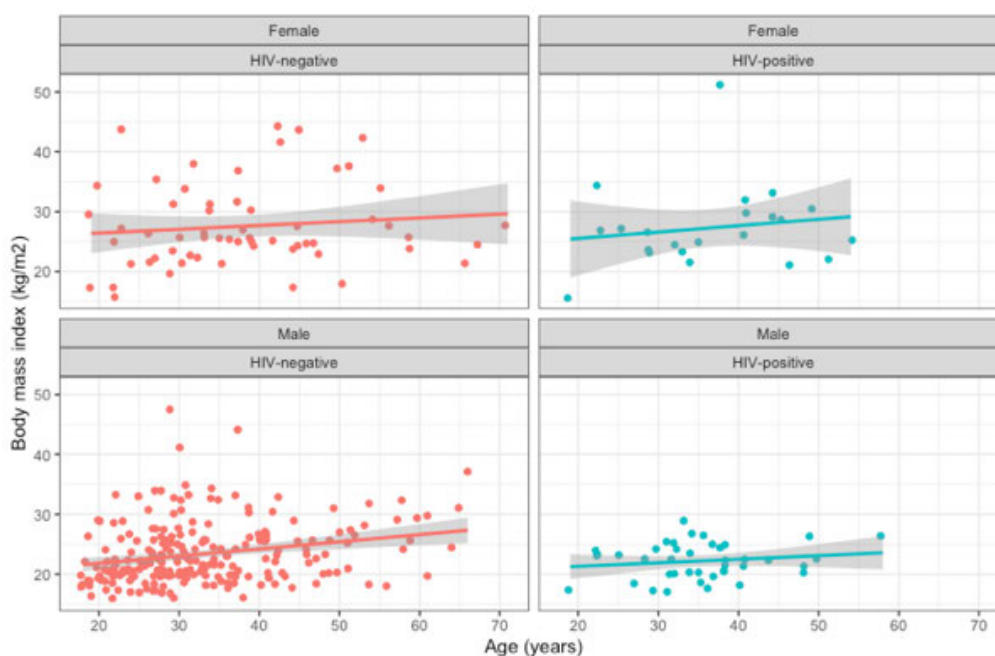 Female
Female
HIV-negative
HIV-positive
50
40
30
20
Male
Male
HIV-negative
HIV-positive
50
40
30
20
20 30 40 50 60 70
20 30 40 50 60 70
Body mass index (kg/m2)
Age (years)